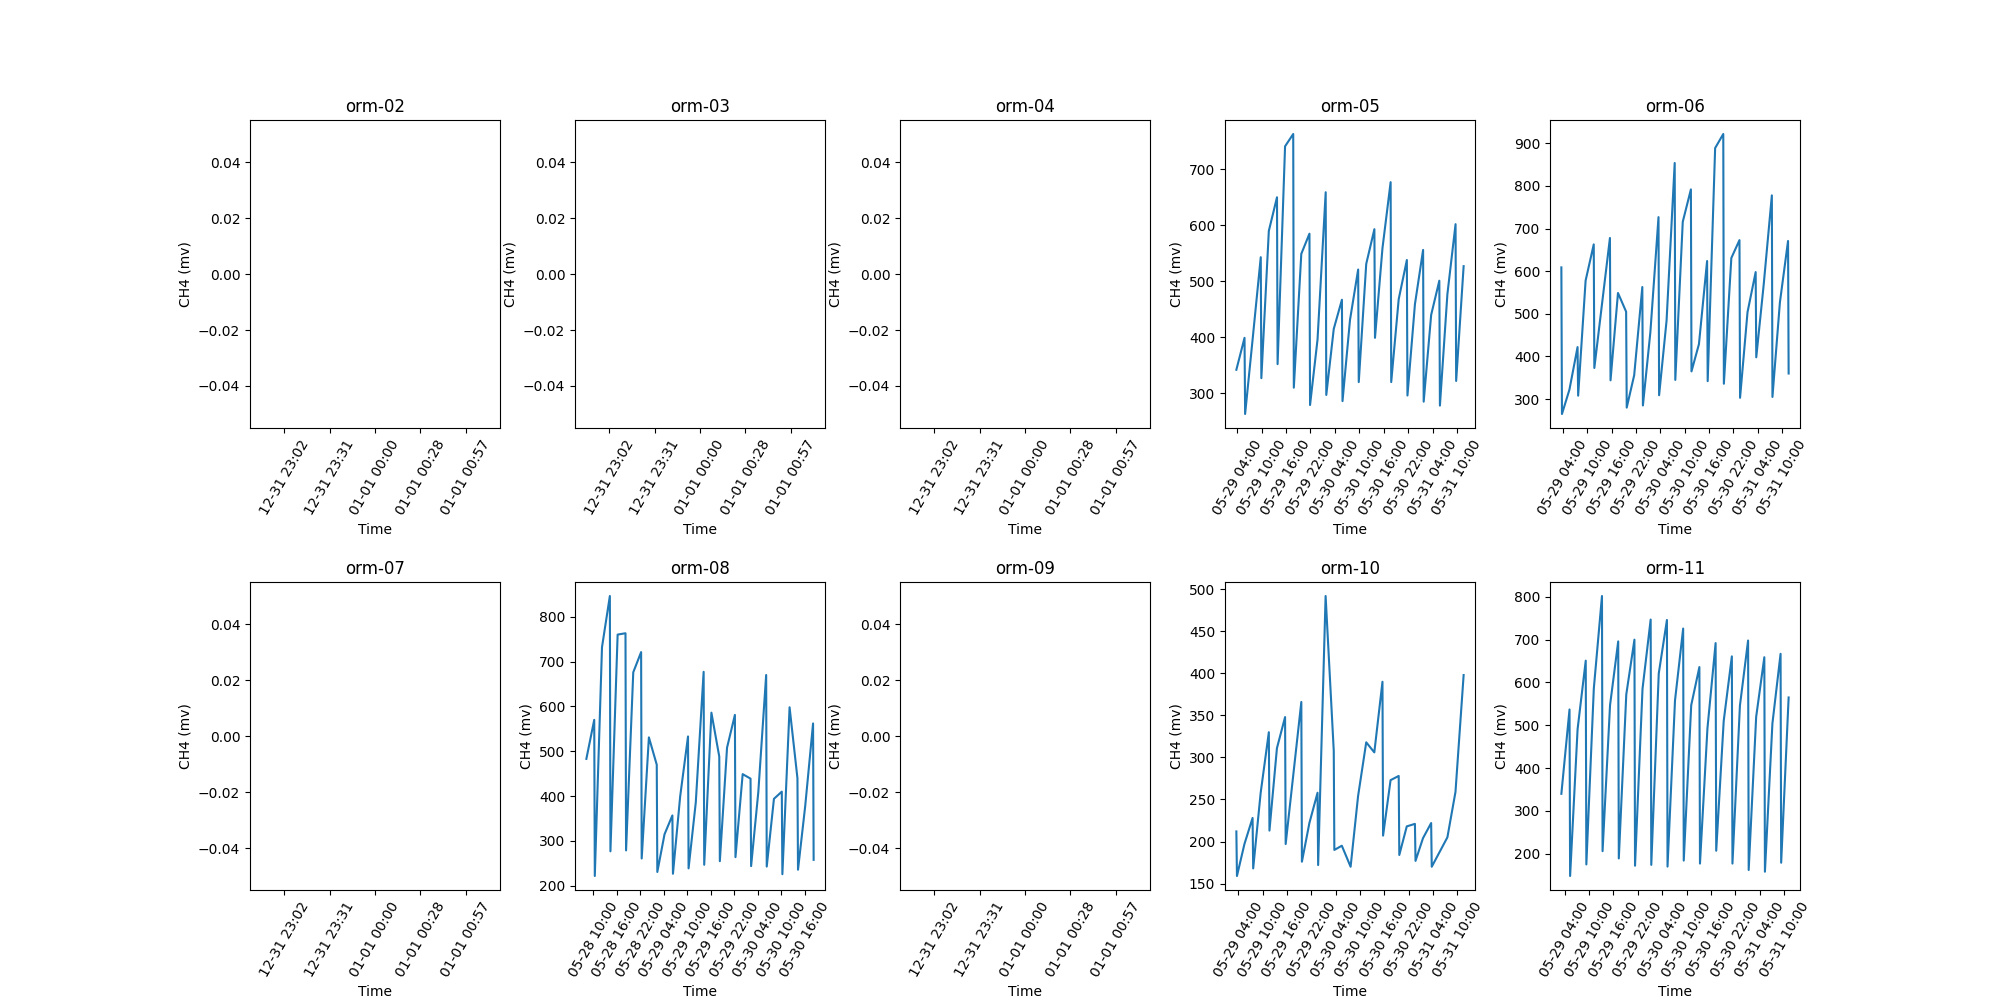 orm-02 orm-03 orm-04 orm-05 orm-06
CH4 (mv) CH4 (mv) CH4 (mv) CH4 (mv) CH4 (mv)
0.04 0.04 0.04 700 900
0.02 0.02 0.02 600 800
0.00 0.00 0.00 500 700
−0.02 −0.02 −0.02 400 600
−0.04 −0.04 −0.04 300 500
400
300
12-31 23:02 12-31 23:31 01-01 00:00 01-01 00:28 01-01 00:57
12-31 23:02 12-31 23:31 01-01 00:00 01-01 00:28 01-01 00:57
12-31 23:02 12-31 23:31 01-01 00:00 01-01 00:28 01-01 00:57
05-29 04:00 05-29 10:00 05-29 16:00 05-29 22:00 05-30 04:00 05-30 10:00 05-30 16:00 05-30 22:00 05-31 04:00 05-31 10:00
05-29 04:00 05-29 10:00 05-29 16:00 05-29 22:00 05-30 04:00 05-30 10:00 05-30 16:00 05-30 22:00 05-31 04:00 05-31 10:00
Time Time Time Time Time
orm-07 orm-08 orm-09 orm-10 orm-11
CH4 (mv) CH4 (mv) CH4 (mv) CH4 (mv) CH4 (mv)
0.04 800 0.04 500 800
0.02 700 0.02 450 700
0.00 600 0.00 400 600
−0.02 500 −0.02 350 500
−0.04 400 −0.04 300 400
300 250 300
200 200 200
150
12-31 23:02 12-31 23:31 01-01 00:00 01-01 00:28 01-01 00:57
05-28 10:00 05-28 16:00 05-28 22:00 05-29 04:00 05-29 10:00 05-29 16:00 05-29 22:00 05-30 04:00 05-30 10:00 05-30 16:00
12-31 23:02 12-31 23:31 01-01 00:00 01-01 00:28 01-01 00:57
05-29 04:00 05-29 10:00 05-29 16:00 05-29 22:00 05-30 04:00 05-30 10:00 05-30 16:00 05-30 22:00 05-31 04:00 05-31 10:00
05-29 04:00 05-29 10:00 05-29 16:00 05-29 22:00 05-30 04:00 05-30 10:00 05-30 16:00 05-30 22:00 05-31 04:00 05-31 10:00
Time Time Time Time Time